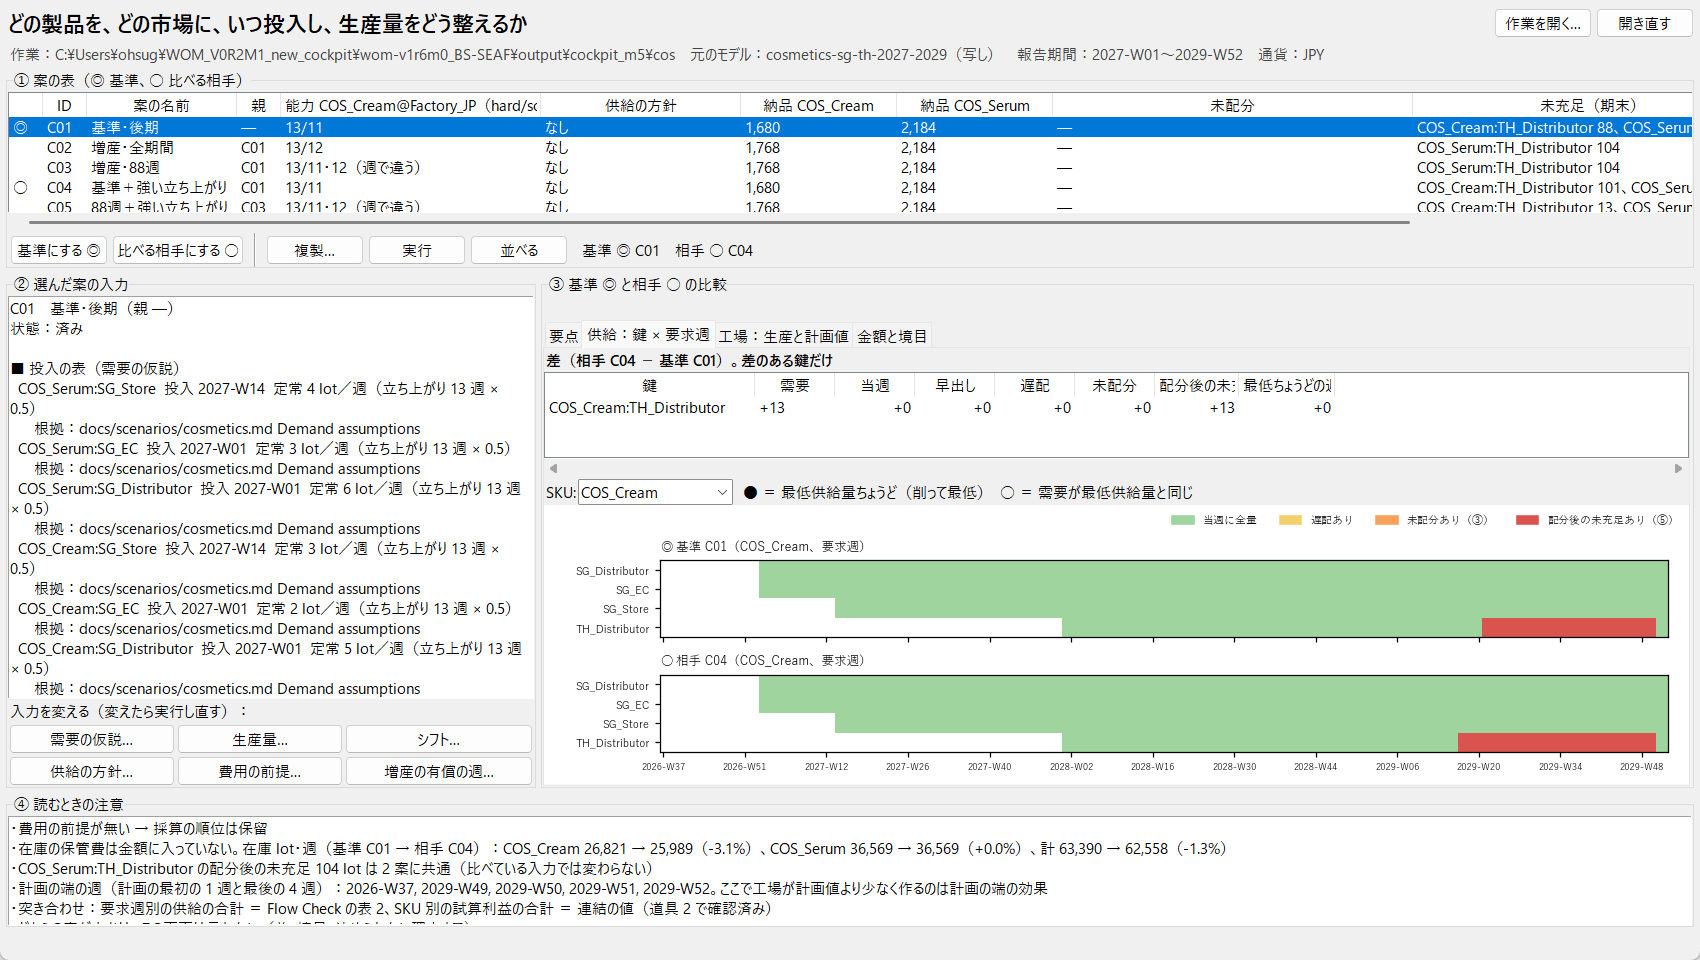 どの製品を、どの市場に、いつ投入し、生産量をどう整えるか
作業を開く...
開き直す
作業：C:¥Users¥ohsug¥WOM_V0R2M1_new_cockpit¥wom-v1r6m0_BS-SEAF¥output¥cockpit_m5¥cos　元のモデル：cosmetics-sg-th-2027-2029（写し）　報告期間：2027-W01～2029-W52　通貨：JPY
① 案の表（◎ 基準、○ 比べる相手）
ID 案の名前 親 能力 COS_Cream@Factory_JP（hard/sc 供給の方針 納品 COS_Cream 納品 COS_Serum 未配分 未充足（期末）
◎ C01 基準・後期 — 13/11 なし 1,680 2,184 — COS_Cream:TH_Distributor 88、COS_Serum
C02 増産・全期間 C01 13/12 なし 1,768 2,184 — COS_Serum:TH_Distributor 104
C03 増産・88週 C01 13/11・12（週で違う） なし 1,768 2,184 — COS_Serum:TH_Distributor 104
○ C04 基準＋強い立ち上がり C01 13/11 なし 1,680 2,184 — COS_Cream:TH_Distributor 101、COS_Seru
C05 88週＋強い立ち上がり C03 13/11・12（週で違う） なし 1,768 2,184 — COS_Cream:TH_Distributor 13、COS_Serum
基準にする ◎ 比べる相手にする ○ 複製... 実行 並べる 基準 ◎ C01　相手 ○ C04
② 選んだ案の入力
C01　基準・後期（親 —）
状態：済み
■ 投入の表（需要の仮説）
COS_Serum:SG_Store 投入 2027-W14 定常 4 lot／週（立ち上がり 13 週 ×
0.5）
根拠：docs/scenarios/cosmetics.md Demand assumptions
COS_Serum:SG_EC 投入 2027-W01 定常 3 lot／週（立ち上がり 13 週 × 0.5）
根拠：docs/scenarios/cosmetics.md Demand assumptions
COS_Serum:SG_Distributor 投入 2027-W01 定常 6 lot／週（立ち上がり 13 週
× 0.5）
根拠：docs/scenarios/cosmetics.md Demand assumptions
COS_Cream:SG_Store 投入 2027-W14 定常 3 lot／週（立ち上がり 13 週 ×
0.5）
根拠：docs/scenarios/cosmetics.md Demand assumptions
COS_Cream:SG_EC 投入 2027-W01 定常 2 lot／週（立ち上がり 13 週 × 0.5）
根拠：docs/scenarios/cosmetics.md Demand assumptions
COS_Cream:SG_Distributor 投入 2027-W01 定常 5 lot／週（立ち上がり 13 週
× 0.5）
根拠：docs/scenarios/cosmetics.md Demand assumptions
入力を変える（変えたら実行し直す）：
需要の仮説... 生産量... シフト...
供給の方針... 費用の前提... 増産の有償の週...
③ 基準 ◎ と相手 ○ の比較
要点 供給：鍵 × 要求週 工場：生産と計画値 金額と境目
差（相手 C04 － 基準 C01）。差のある鍵だけ
鍵 需要 当週 早出し 遅配 未配分 配分後の未充 最低ちょうどの週
COS_Cream:TH_Distributor +13 +0 +0 +0 +0 +13 +0
SKU: COS_Cream ● ＝ 最低供給量ちょうど（削って最低） ○ ＝ 需要が最低供給量と同じ
当週に全量 遅配あり 未配分あり（③） 配分後の未充足あり（⑤）
◎ 基準 C01（COS_Cream、要求週）
SG_Distributor
SG_EC
SG_Store
TH_Distributor
○ 相手 C04（COS_Cream、要求週）
SG_Distributor
SG_EC
SG_Store
TH_Distributor
2026-W37 2026-W51 2027-W12 2027-W26 2027-W40 2028-W02 2028-W16 2028-W30 2028-W44 2029-W06 2029-W20 2029-W34 2029-W48
④ 読むときの注意
・費用の前提が無い → 採算の順位は保留
・在庫の保管費は金額に入っていない。在庫 lot・週（基準 C01 → 相手 C04）：COS_Cream 26,821 → 25,989（-3.1%）、COS_Serum 36,569 → 36,569（+0.0%）、計 63,390 → 62,558（-1.3%）
・COS_Serum:TH_Distributor の配分後の未充足 104 lot は 2 案に共通（比べている入力では変わらない）
・計画の端の週（計画の最初の 1 週と最後の 4 週）：2026-W37, 2029-W49, 2029-W50, 2029-W51, 2029-W52。ここで工場が計画値より少なく作るのは計画の端の効果
・突き合わせ：要求週別の供給の合計 ＝ Flow Check の表 2、SKU 別の試算利益の合計 ＝ 連結の値（道具 2 で確認済み）